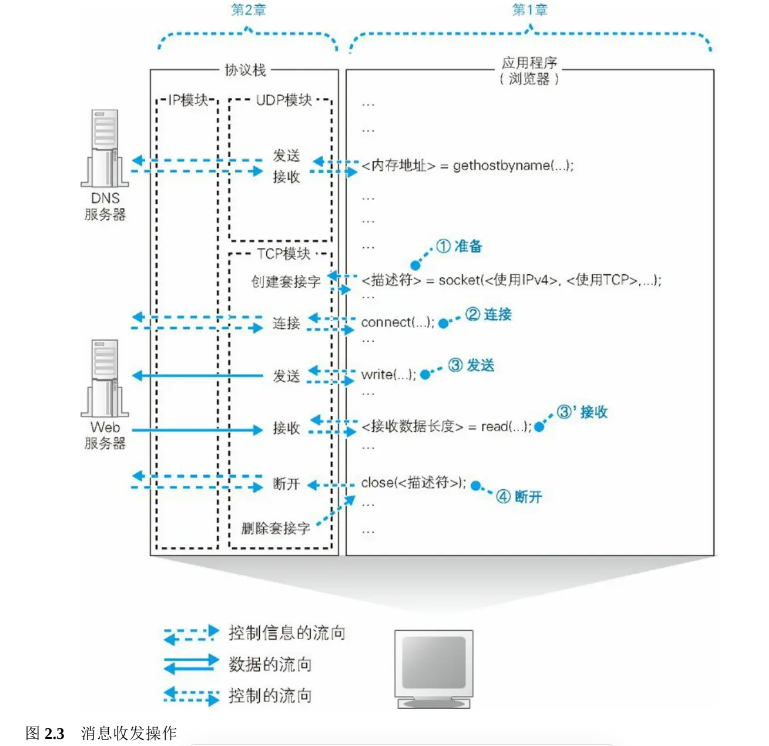 第2章
第1章
协议栈
应用程序
（浏览器）
IP模块
UDP模块
...
...
发送
接收
<内存地址> = gethostbyname(...);
DNS
服务器
...
...
...
① 准备
TCP模块
创建套接字
<描述符> = socket(<使用IPv4>, <使用TCP>,...);
...
② 连接
连接
connect(...);
...
③ 发送
发送
write(...);
...
③' 接收
Web
服务器
接收
<接收数据长度> = read(...);
...
断开
close(<描述符>);
④ 断开
...
删除套接字
...
控制信息的流向
数据的流向
控制的流向
图 2.3 消息收发操作